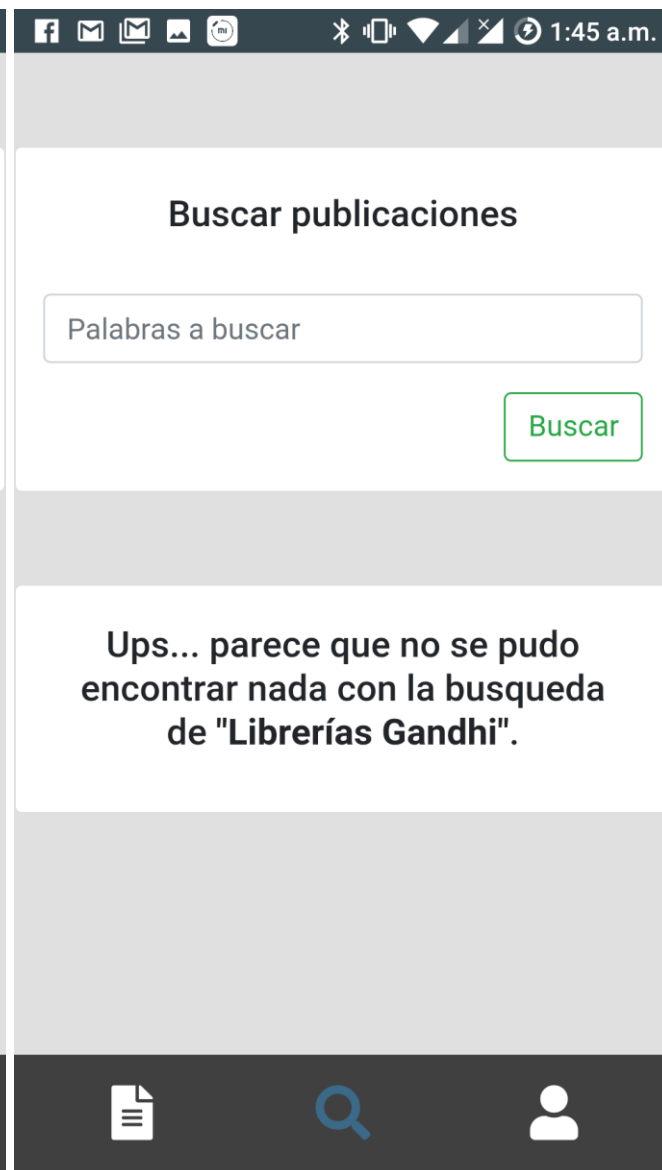 1:45 a.m.
Buscar publicaciones
Palabras a buscar
Buscar
Ups... parece que no se pudo
encontrar nada con la busqueda
de "Librerías Gandhi".